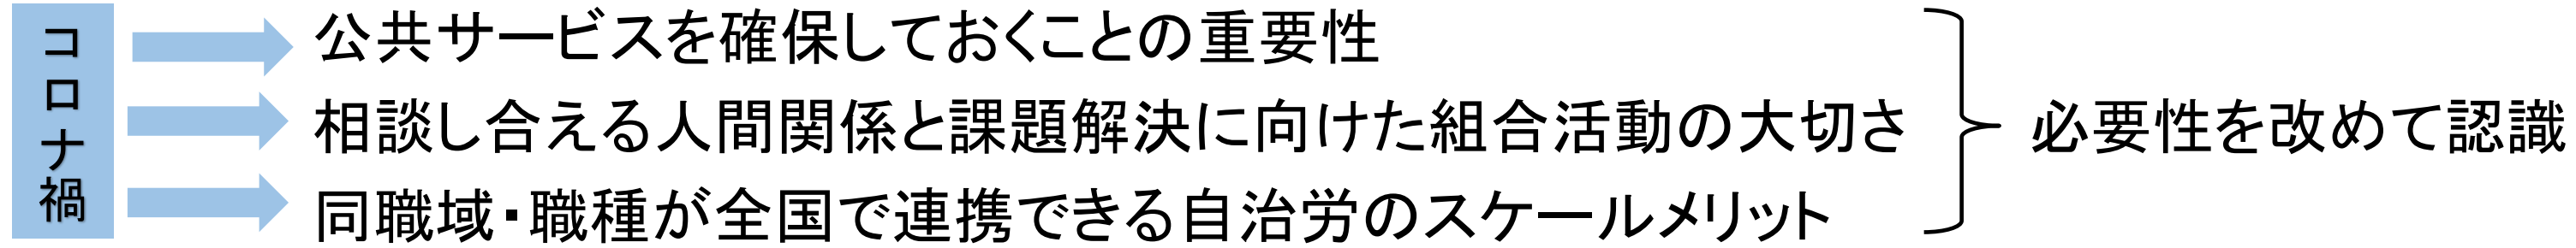 コロナ禍
公共サービスを確保しておくことの重要性
相談し合える人間関係と課題解決に向けた組合活動の大切さ
同職域・職種が全国で連携できる自治労のスケールメリット
必要性を改めて認識